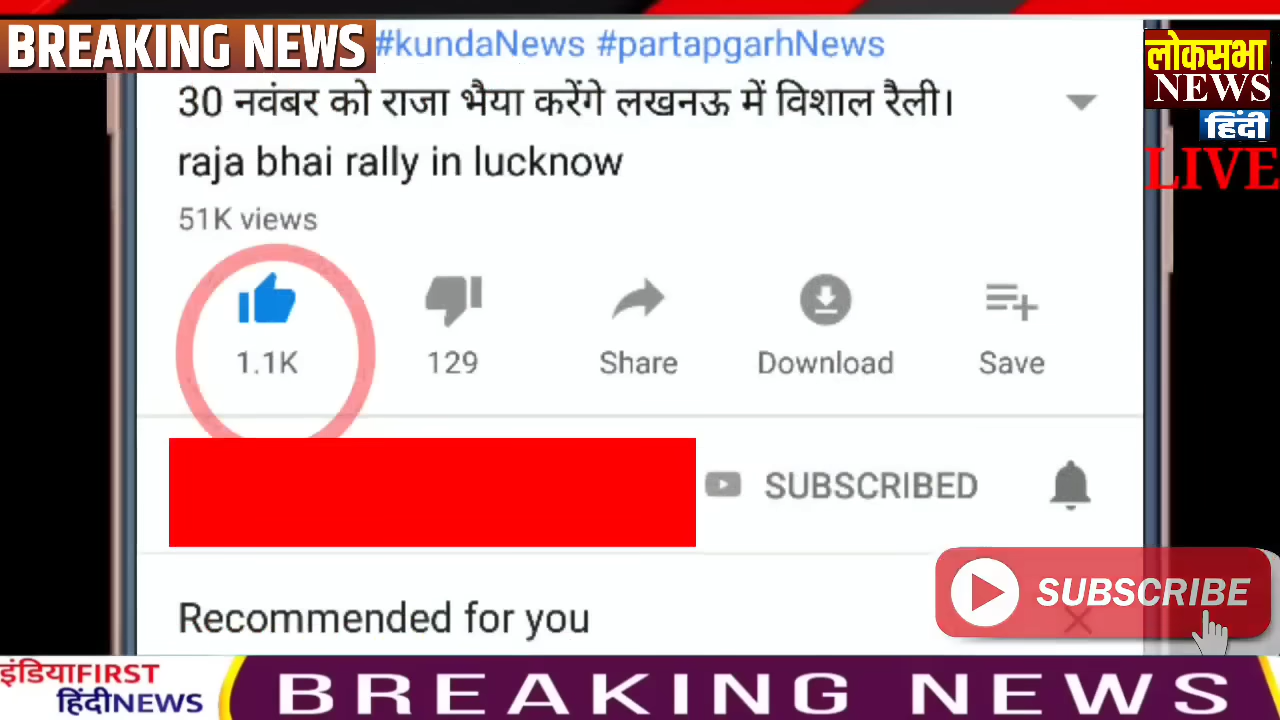 BREAKING NEWS
#kundaNews #partapgarhNews
लोकसभा
NEWS
हिंदी
LIVE
30 नवंबर को राजा भैया करेंगे लखनऊ में विशाल रैली।
raja bhai rally in lucknow
51K views
1.1K 129 Share Download Save
SUBSCRIBED
SUBSCRIBE
Recommended for you
इंडियाFIRST
हिंदीNEWS
BREAKING NEWS